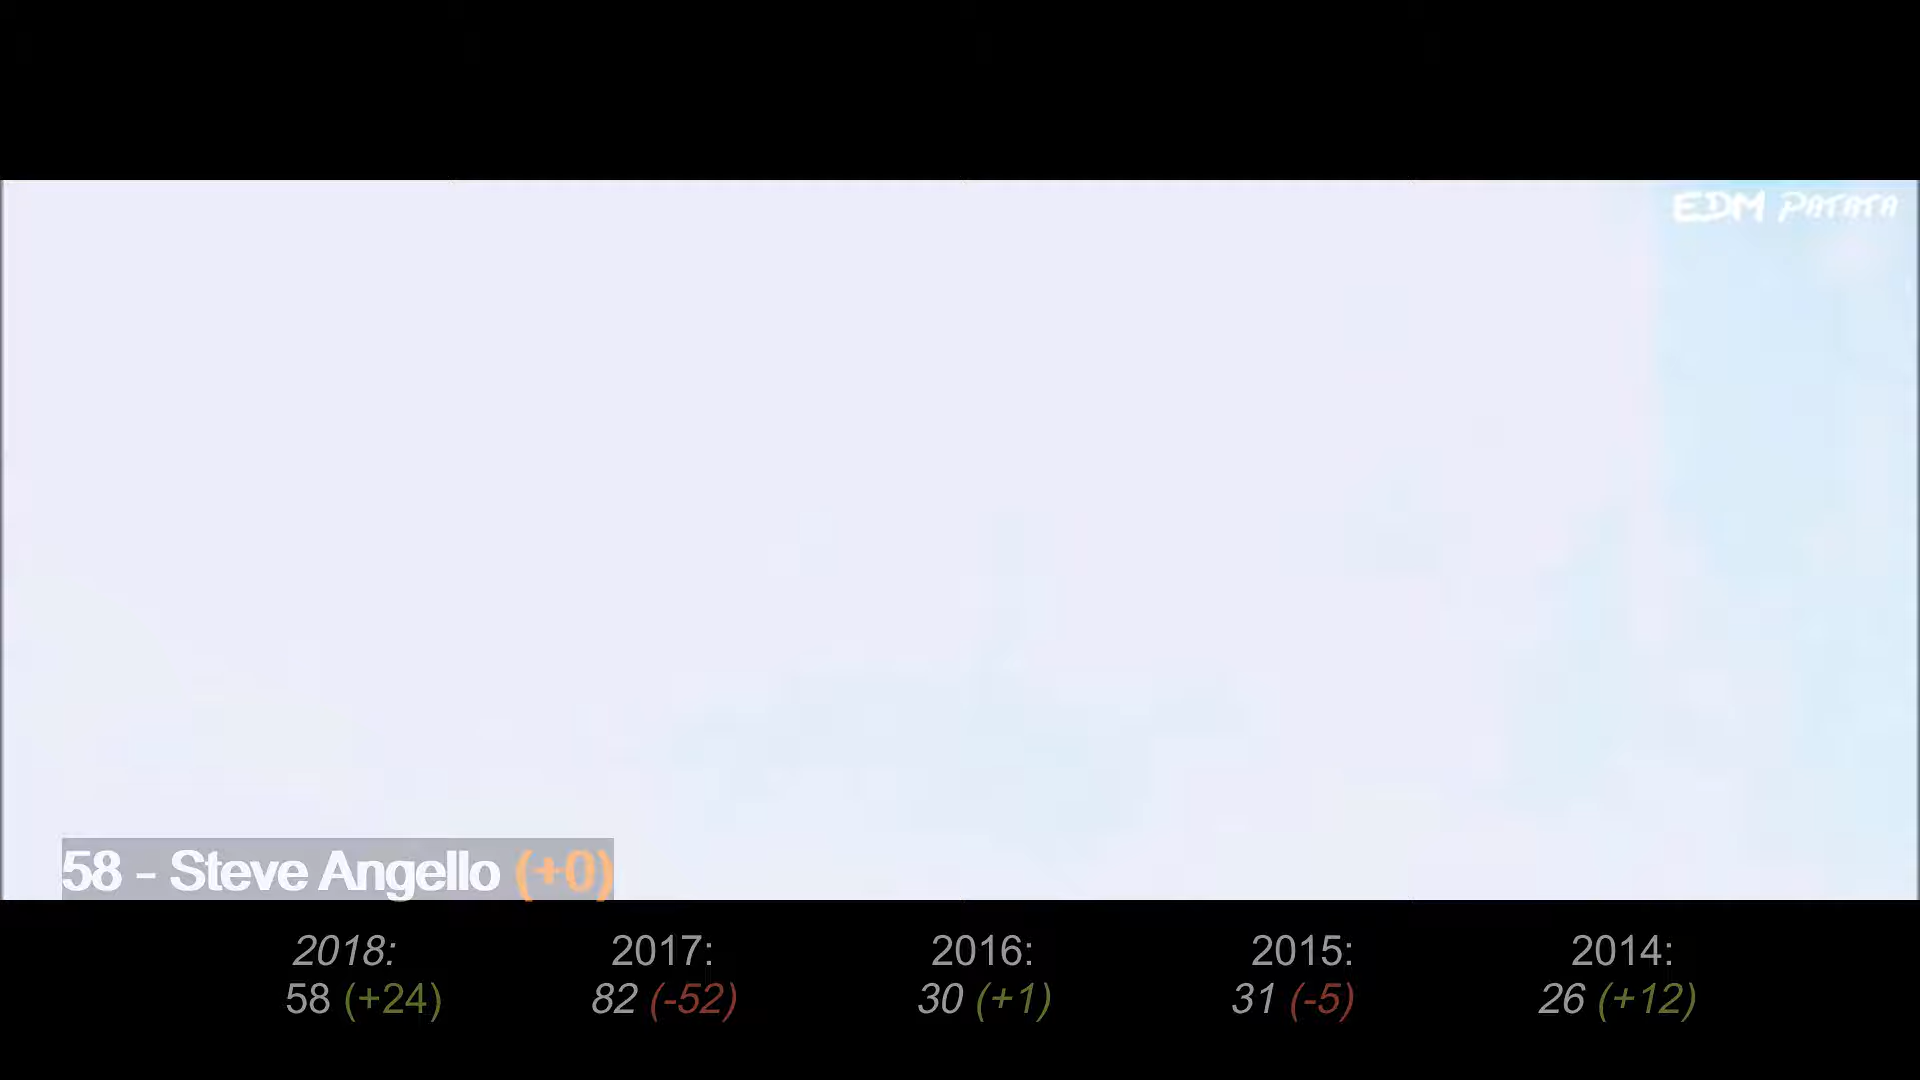 EDM PATATA
58 - Steve Angello (+0)
2018: 2017: 2016: 2015: 2014:
58 (+24) 82 (-52) 30 (+1) 31 (-5) 26 (+12)